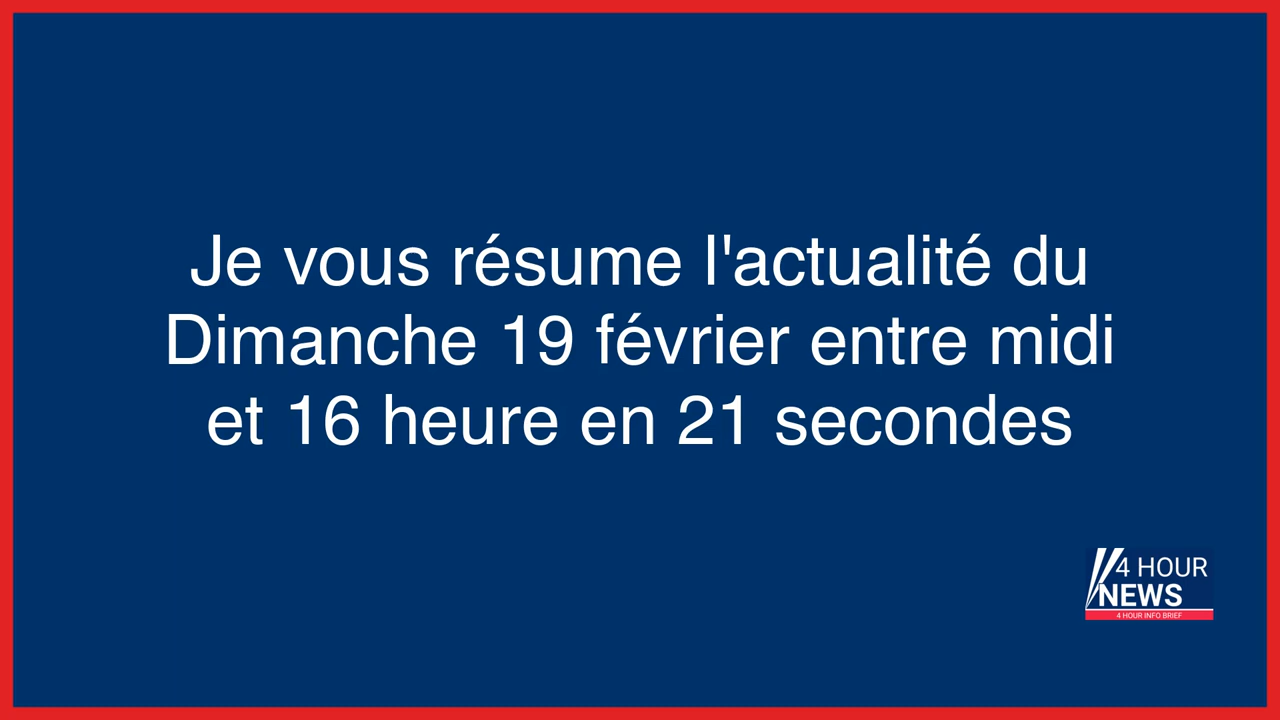 Je vous résume l'actualité du
Dimanche 19 février entre midi
et 16 heure en 21 secondes
4 HOUR
NEWS
4 HOUR INFO BRIEF